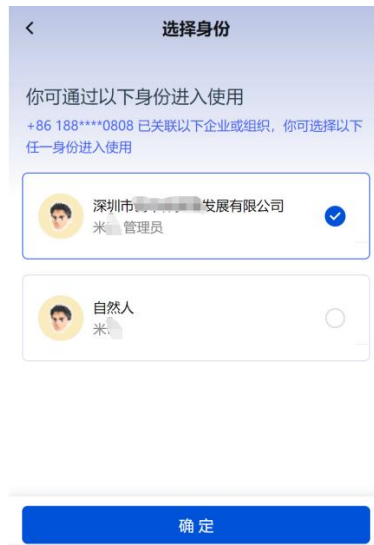 选择身份
你可通过以下身份进入使用
+86 188****0808 已关联以下企业或组织，你可选择以下
任一身份进入使用
深圳市发展有限公司
米 管理员
自然人
米
确定